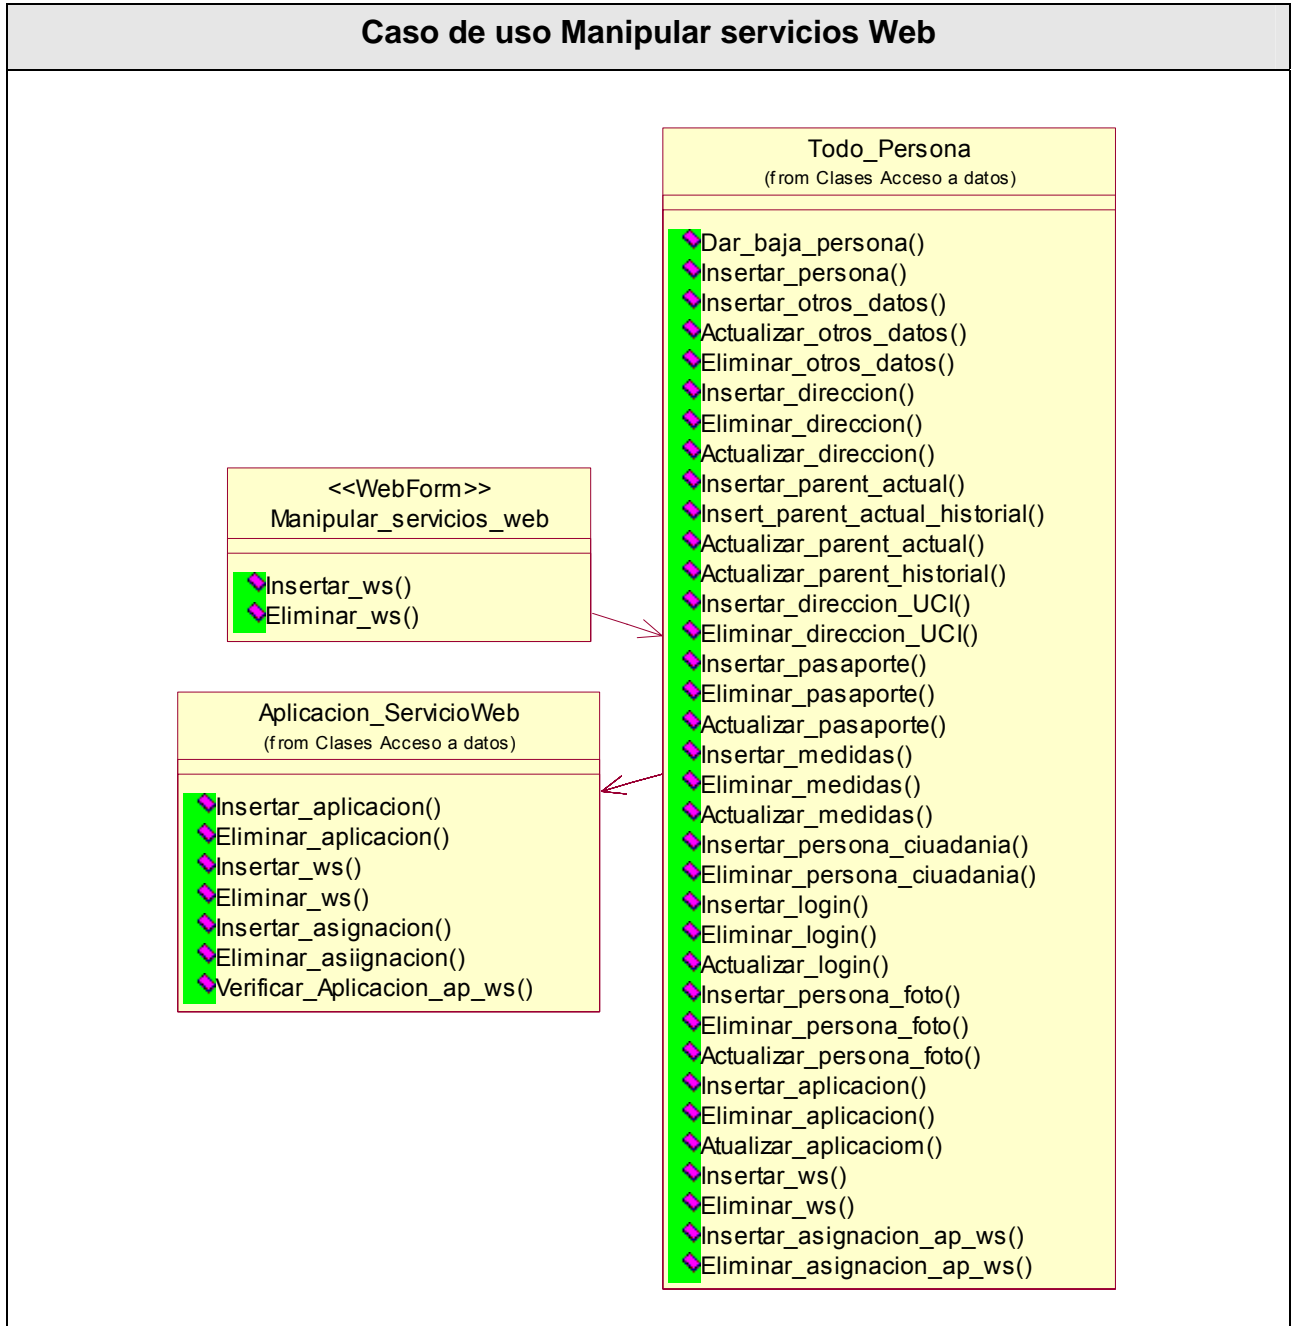 Caso de uso Manipular servicios Web
Todo_Persona
(from Clases Acceso a datos)
Dar_baja_persona()
Insertar_persona()
Insertar_otros_datos()
Actualizar_otros_datos()
Eliminar_otros_datos()
Insertar_direccion()
Eliminar_direccion()
Actualizar_direccion()
Insertar_parent_actual()
Insert_parent_actual_historial()
Actualizar_parent_actual()
Actualizar_parent_historial()
Insertar_direccion_UCI()
Eliminar_direccion_UCI()
Insertar_pasaporte()
Eliminar_pasaporte()
Actualizar_pasaporte()
Insertar_medidas()
Eliminar_medidas()
Actualizar_medidas()
Insertar_persona_ciuadania()
Eliminar_persona_ciuadania()
Insertar_login()
Eliminar_login()
Actualizar_login()
Insertar_persona_foto()
Eliminar_persona_foto()
Actualizar_persona_foto()
Insertar_aplicacion()
Eliminar_aplicacion()
Atualizar_aplicaciom()
Insertar_ws()
Eliminar_ws()
Insertar_asignacion_ap_ws()
Eliminar_asignacion_ap_ws()
<<WebForm>>
Manipular_servicios_web
Insertar_ws()
Eliminar_ws()
Aplicacion_ServicioWeb
(from Clases Acceso a datos)
Insertar_aplicacion()
Eliminar_aplicacion()
Insertar_ws()
Eliminar_ws()
Insertar_asignacion()
Eliminar_asiignacion()
Verificar_Aplicacion_ap_ws()